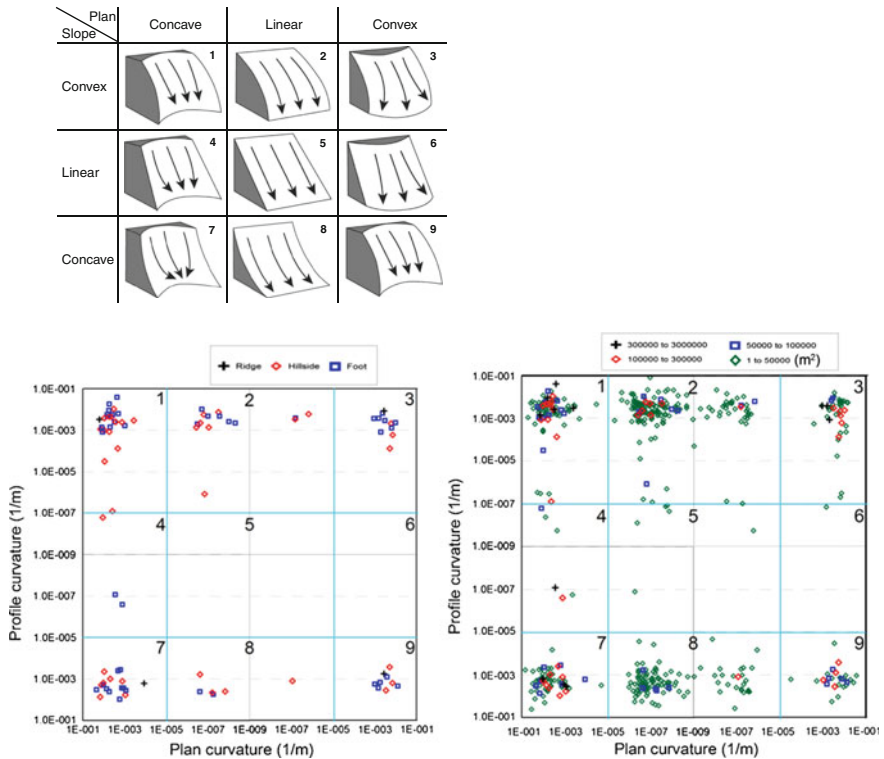 Plan
Slope
Concave Linear Convex
Convex 1 2 3
Linear 4 5 6
Concave 7 8 9
Ridge Hillside Foot
1.0E-001
1.0E-003
1.0E-005
1.0E-007
1.0E-009
1.0E-007
1.0E-005
1.0E-003
1.0E-001
Profile curvature (1/m)
1 2 3
4 5 6
7 8 9
1E-001 1E-003 1E-005 1E-007 1E-009 1E-007 1E-005 1E-003 1E-001
Plan curvature (1/m)
300000 to 3000000 50000 to 100000
100000 to 300000 1 to 50000 (m²)
1.0E-001
1.0E-003
1.0E-005
1.0E-007
1.0E-009
1.0E-007
1.0E-005
1.0E-003
1.0E-001
Profile curvature (1/m)
1 2 3
4 5 6
7 8 9
1E-001 1E-003 1E-005 1E-007 1E-009 1E-007 1E-005 1E-003 1E-001
Plan curvature (1/m)